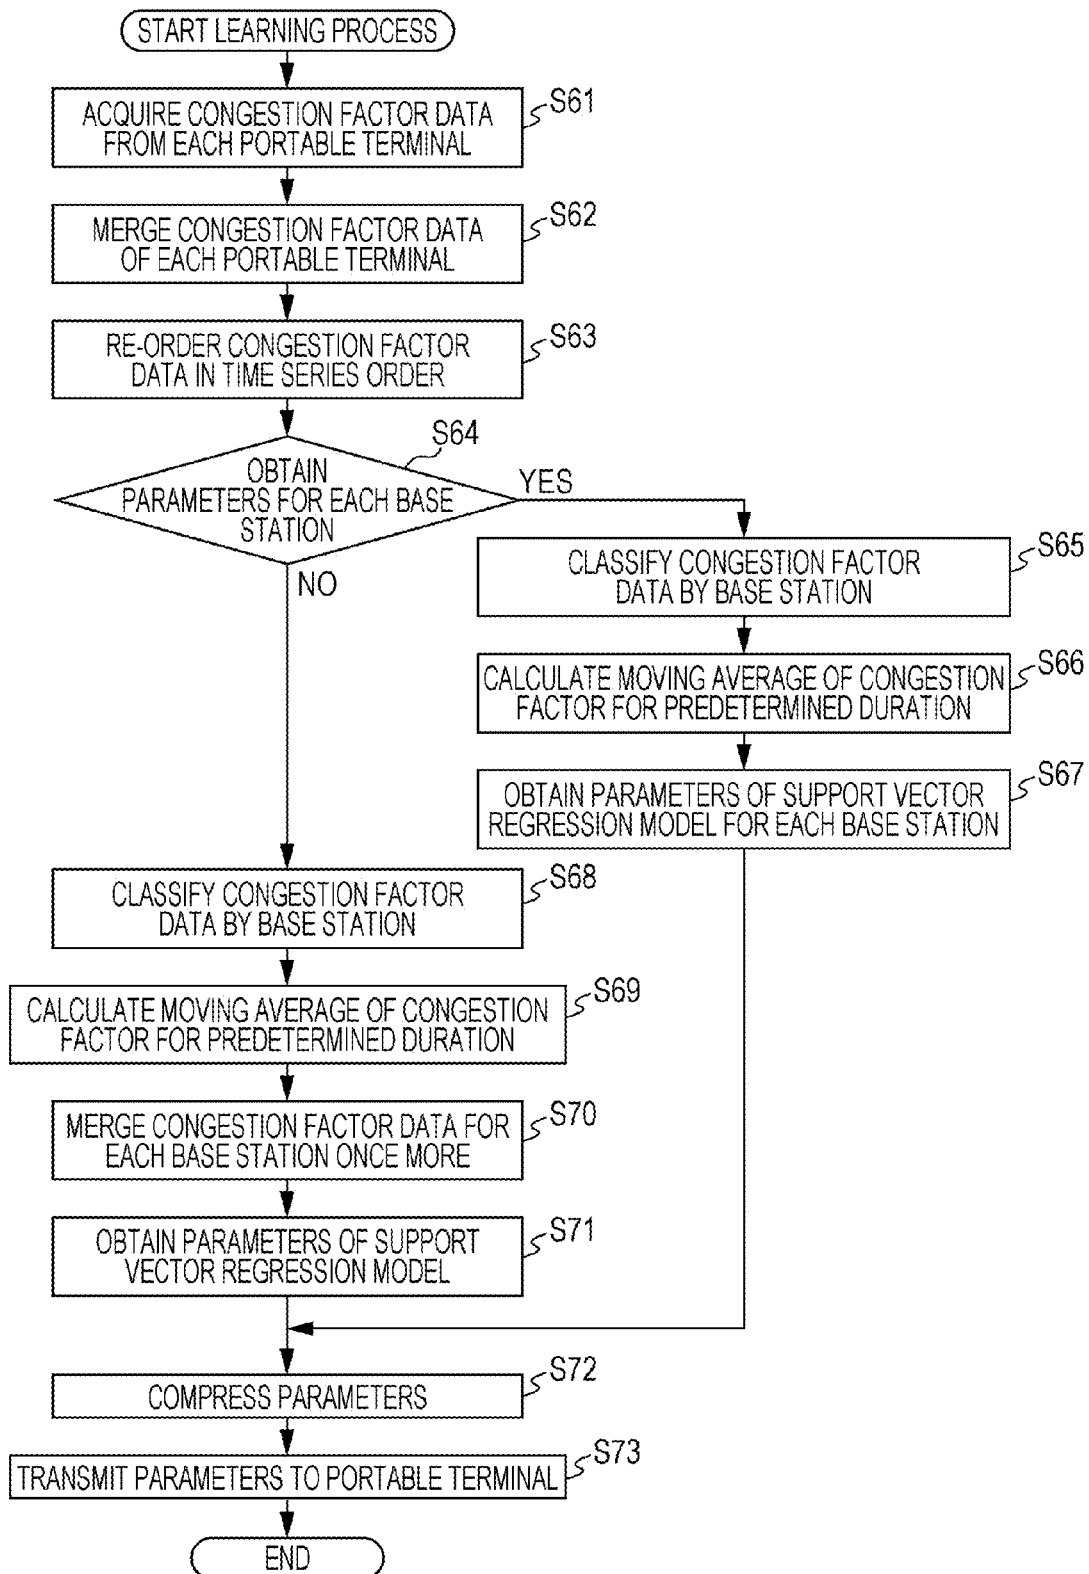 START LEARNING PROCESS
S61
ACQUIRE CONGESTION FACTOR DATA
FROM EACH PORTABLE TERMINAL
S62
MERGE CONGESTION FACTOR DATA
OF EACH PORTABLE TERMINAL
S63
RE-ORDER CONGESTION FACTOR
DATA IN TIME SERIES ORDER
S64
OBTAIN
PARAMETERS FOR EACH BASE
STATION
YES
NO
S65
CLASSIFY CONGESTION FACTOR
DATA BY BASE STATION
S66
CALCULATE MOVING AVERAGE OF CONGESTION
FACTOR FOR PREDETERMINED DURATION
S67
OBTAIN PARAMETERS OF SUPPORT VECTOR
REGRESSION MODEL FOR EACH BASE STATION
S68
CLASSIFY CONGESTION FACTOR
DATA BY BASE STATION
S69
CALCULATE MOVING AVERAGE OF CONGESTION
FACTOR FOR PREDETERMINED DURATION
S70
MERGE CONGESTION FACTOR DATA FOR
EACH BASE STATION ONCE MORE
S71
OBTAIN PARAMETERS OF SUPPORT
VECTOR REGRESSION MODEL
S72
COMPRESS PARAMETERS
S73
TRANSMIT PARAMETERS TO PORTABLE TERMINAL
END